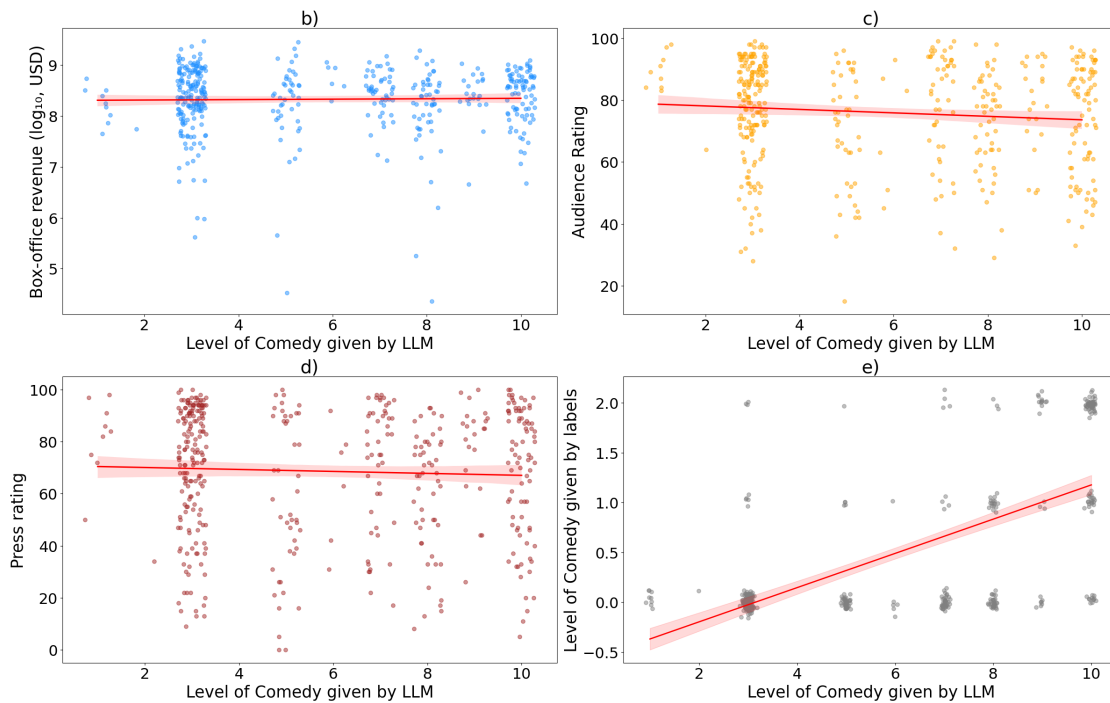 b)
Box-office revenue (log₁₀, USD)
9
8
7
6
5
2 4 6 8 10
Level of Comedy given by LLM
c)
Audience Rating
100
80
60
40
20
2 4 6 8 10
Level of Comedy given by LLM
d)
Press rating
100
80
60
40
20
0
2 4 6 8 10
Level of Comedy given by LLM
e)
Level of Comedy given by labels
2.0
1.5
1.0
0.5
0.0
−0.5
2 4 6 8 10
Level of Comedy given by LLM